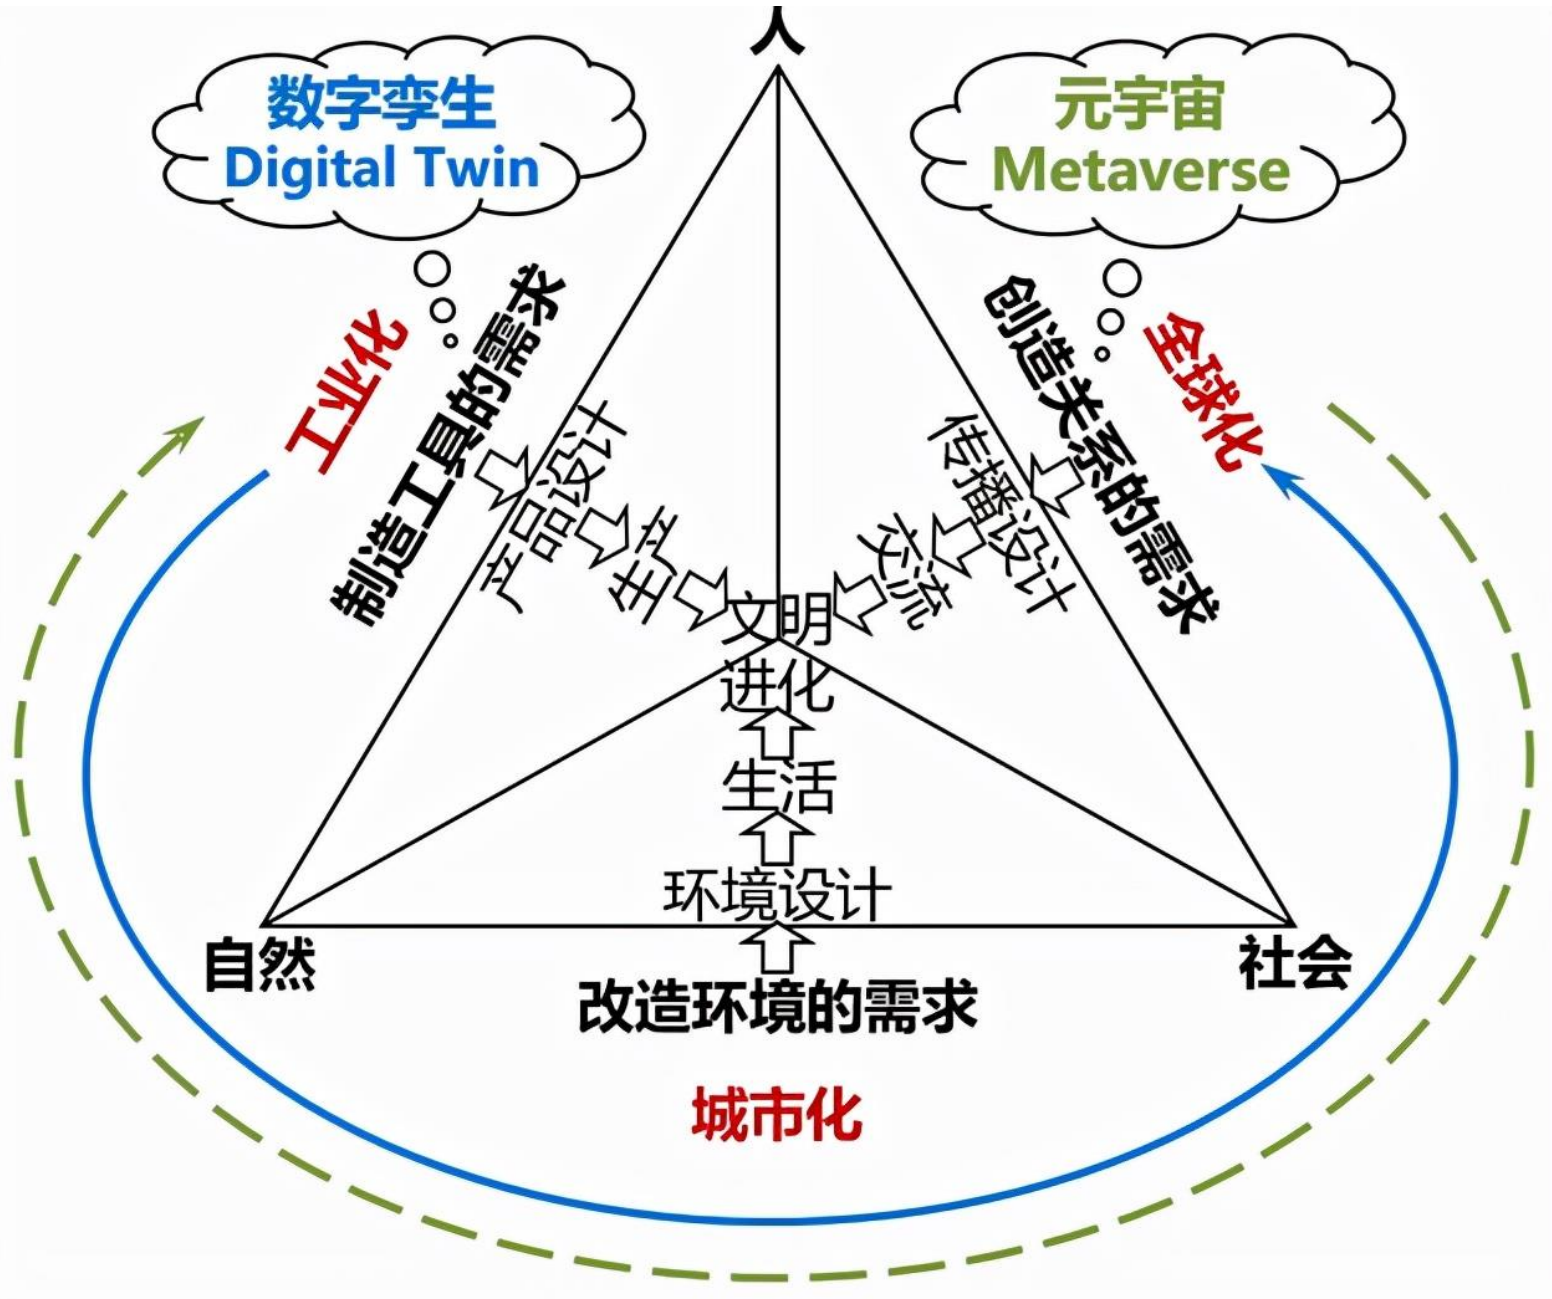 人
数字孪生
Digital Twin
元宇宙
Metaverse
工业化
制造工具的需求
产品设计
生产
全球化
创造关系的需求
传播设计
交流
文明
进化
生活
环境设计
自然
社会
改造环境的需求
城市化